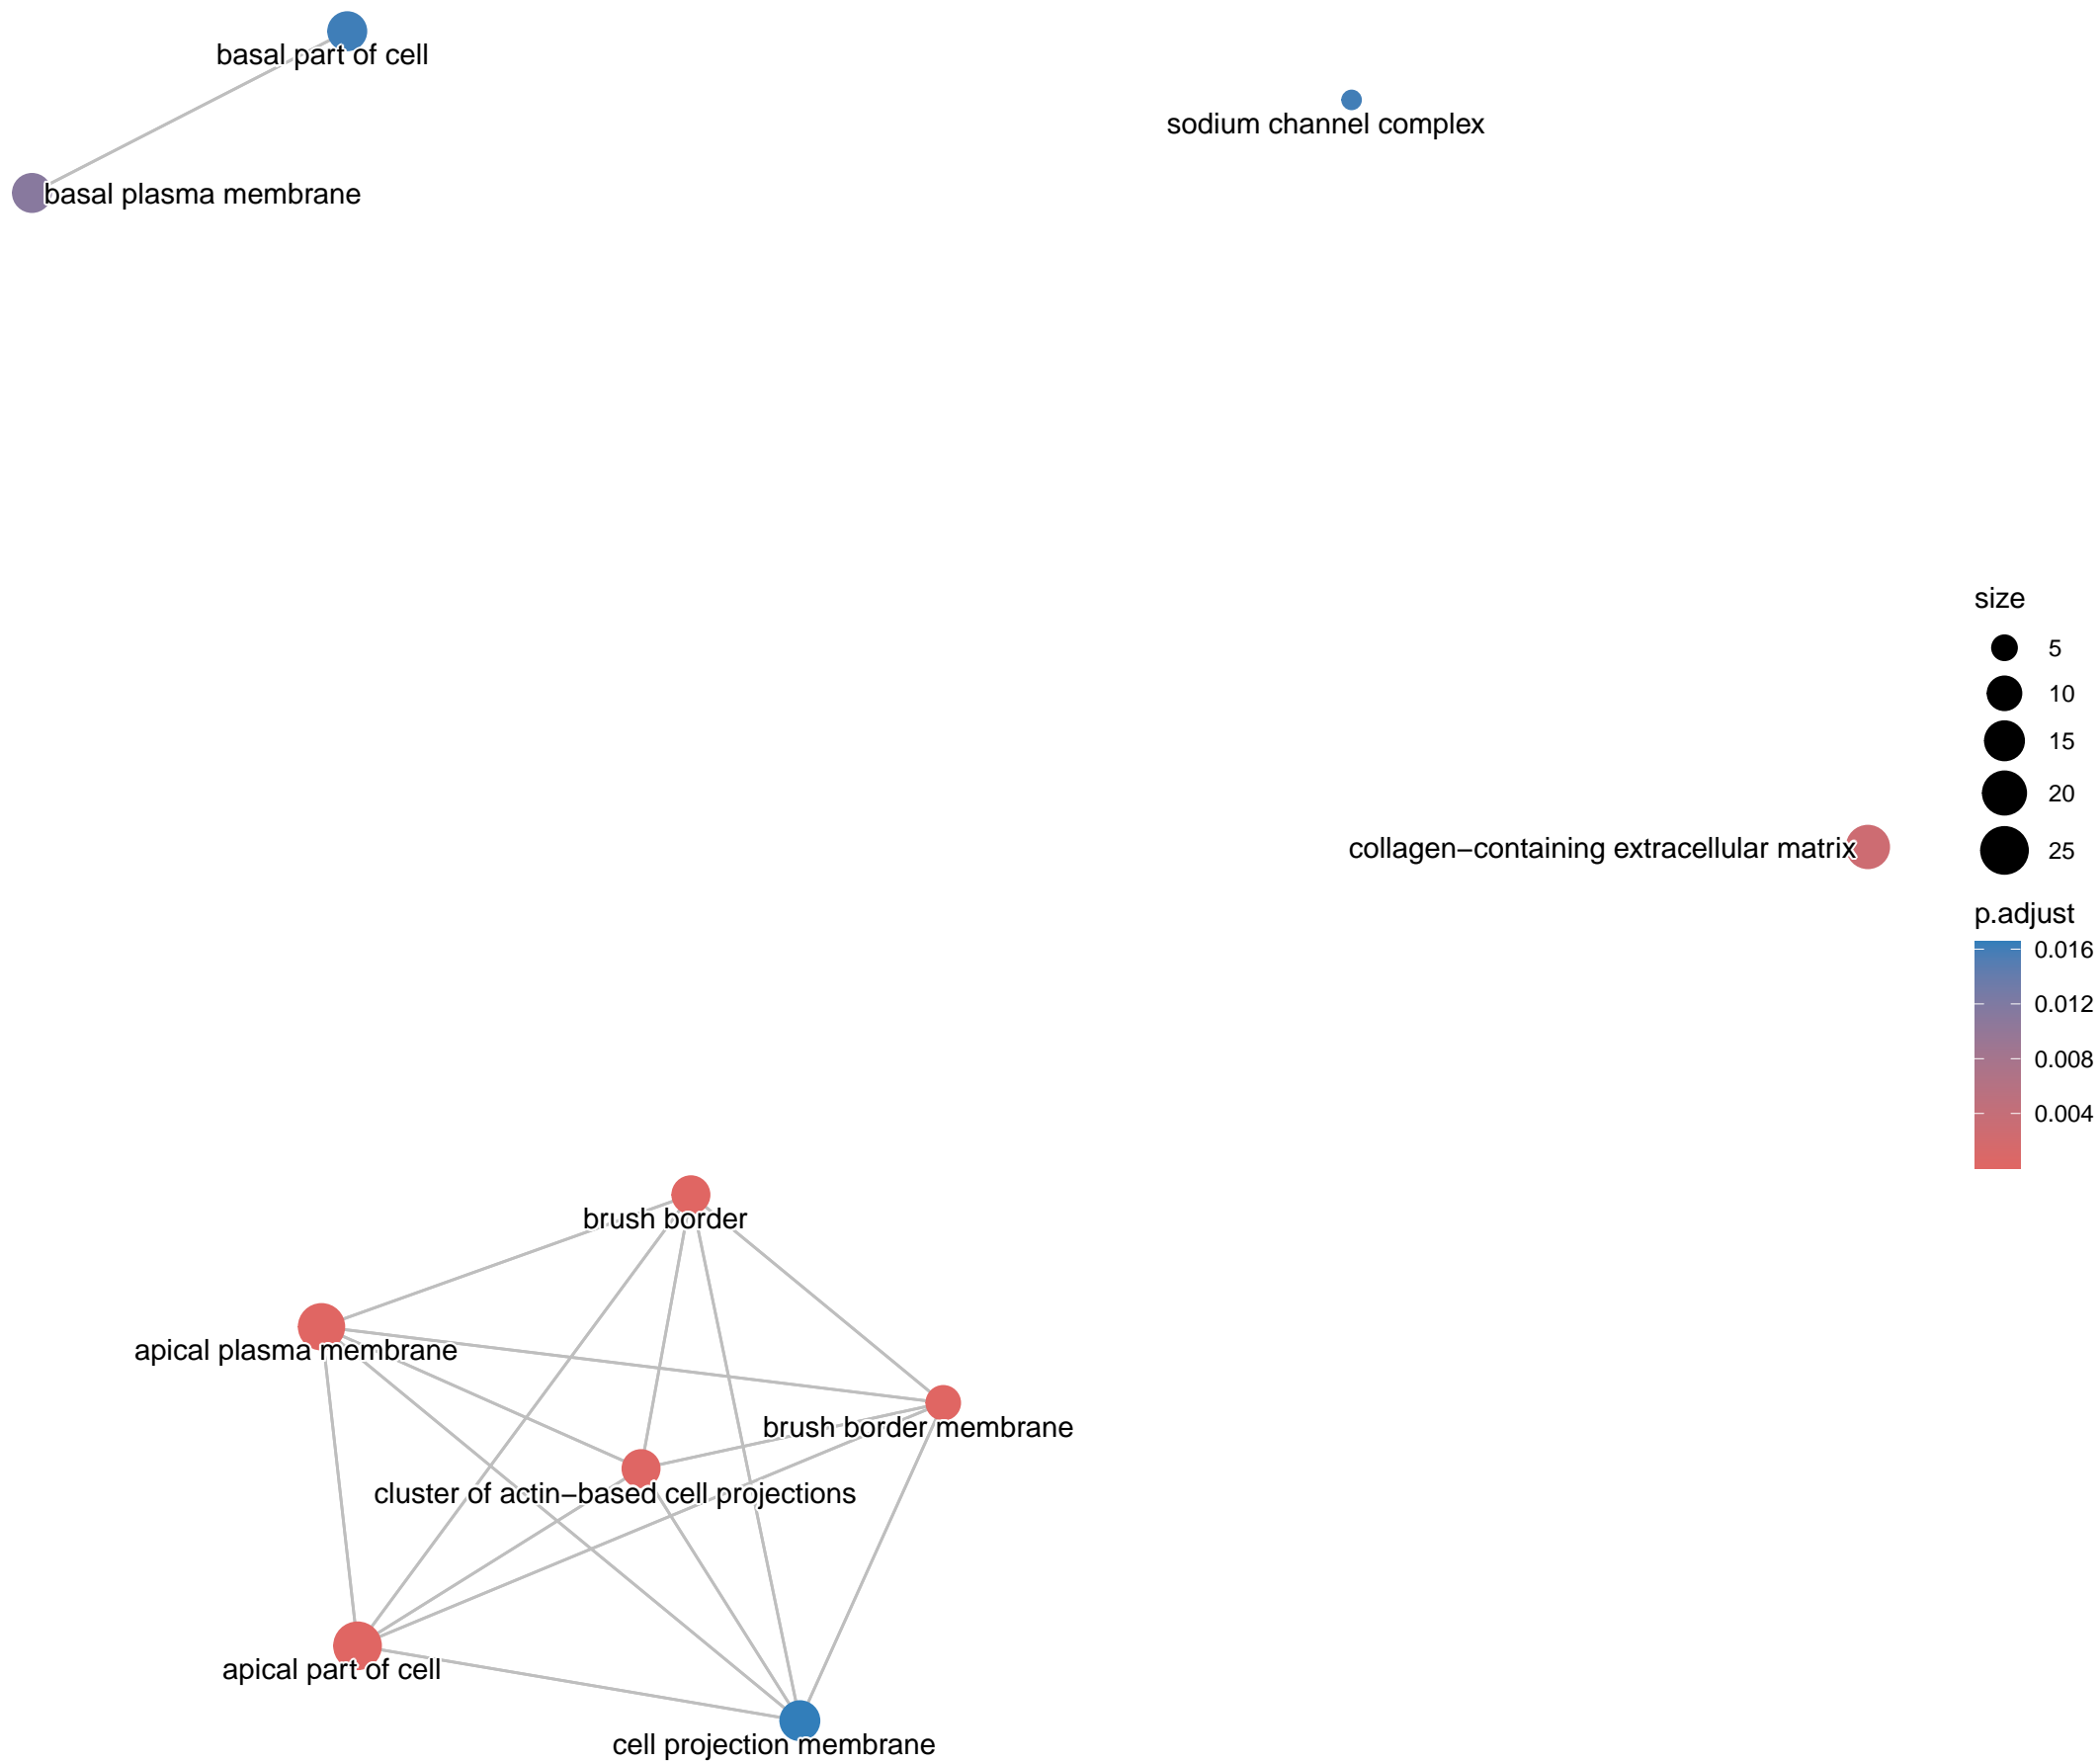 basal part of cell
sodium channel complex
basal plasma membrane
size
5
10
15
20
25
collagen−containing extracellular matrix
p.adjust
0.016
0.012
0.008
0.004
brush border
apical plasma membrane
brush border membrane
cluster of actin−based cell projections
apical part of cell
cell projection membrane